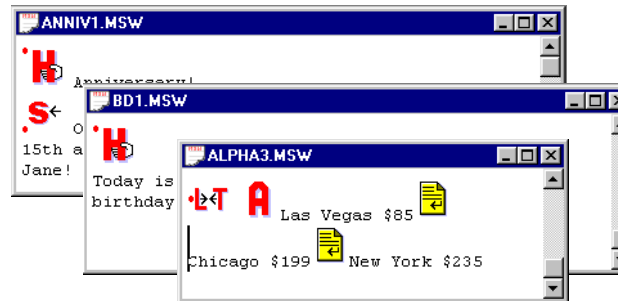 ANNIV1.MSW
H
Anniversary!
S
15th a
Jane!
BD1.MSW
H
Today is
birthday
ALPHA3.MSW
LT A Las Vegas $85
Chicago $199 New York $235